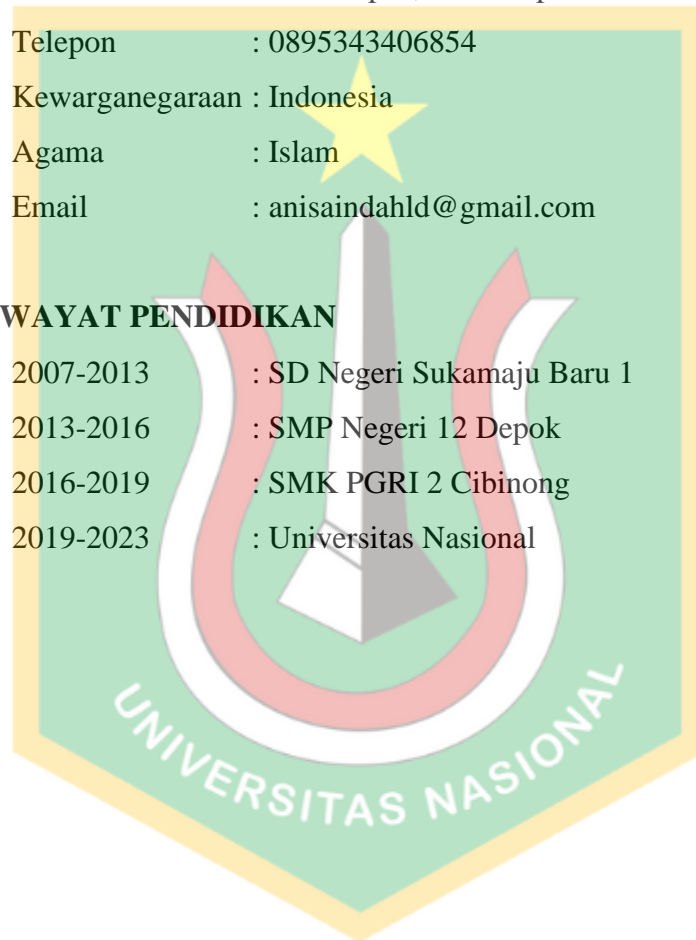 Telepon : 0895343406854
Kewarganegaraan : Indonesia
Agama : Islam
Email : anisaindahld@gmail.com
WAYAT PENDIDIKAN
2007-2013 : SD Negeri Sukamaju Baru 1
2013-2016 : SMP Negeri 12 Depok
2016-2019 : SMK PGRI 2 Cibinong
2019-2023 : Universitas Nasional
UNIVERSITAS NASIONAL